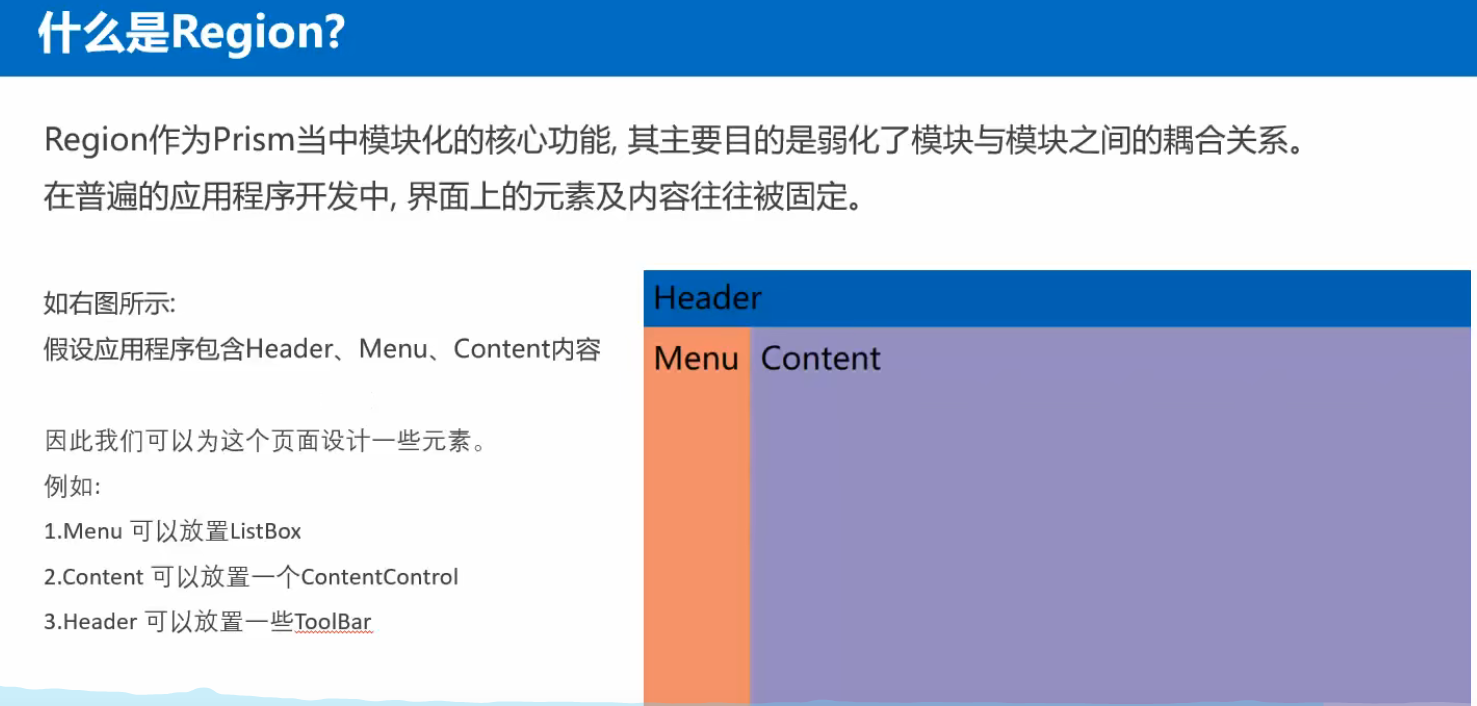 什么是Region?
Region作为Prism当中模块化的核心功能, 其主要目的是弱化了模块与模块之间的耦合关系。
在普遍的应用程序开发中, 界面上的元素及内容往往被固定。
如右图所示:
假设应用程序包含Header、Menu、Content内容
因此我们可以为这个页面设计一些元素。
例如:
1.Menu 可以放置ListBox
2.Content 可以放置一个ContentControl
3.Header 可以放置一些ToolBar
Header
Menu
Content